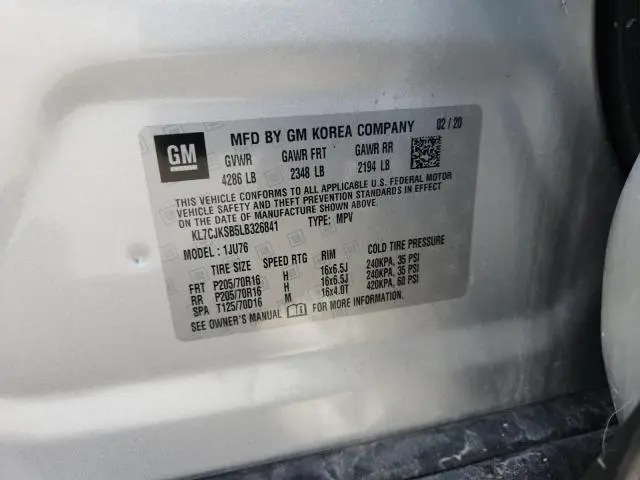 GM
MFD BY GM KOREA COMPANY 02/20
GVWR GAWR FRT GAWR RR
4286 LB 2348 LB 2194 LB
THIS VEHICLE CONFORMS TO ALL APPLICABLE U.S. FEDERAL MOTOR
VEHICLE SAFETY AND THEFT PREVENTION STANDARDS IN EFFECT
ON THE DATE OF MANUFACTURE SHOWN ABOVE.
KL7CJKSB5LB326841 TYPE: MPV
MODEL: 1JU76
TIRE SIZE SPEED RTG RIM COLD TIRE PRESSURE
FRT P205/70R16 H 16x6.5J 240KPA, 35 PSI
RR P205/70R16 H 16x6.5J 240KPA, 35 PSI
SPA T125/70D16 M 16x4.0T 420KPA, 60 PSI
SEE OWNER'S MANUAL FOR MORE INFORMATION.